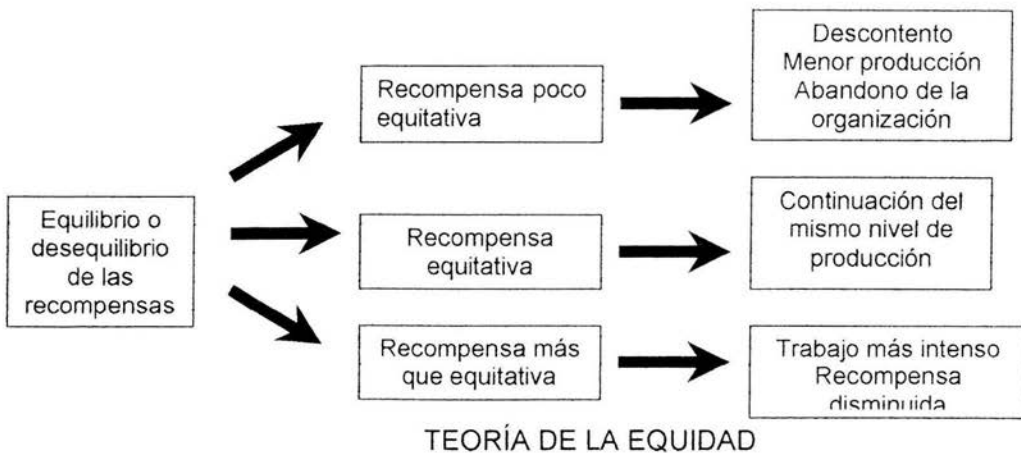 Equilibrio o
desequilibrio
de las
recompensas
Recompensa poco
equitativa
Descontento
Menor producción
Abandono de la
organización
Recompensa
equitativa
Continuación del
mismo nivel de
producción
Recompensa más
que equitativa
Trabajo más intenso
Recompensa
disminuida
TEORÍA DE LA EQUIDAD